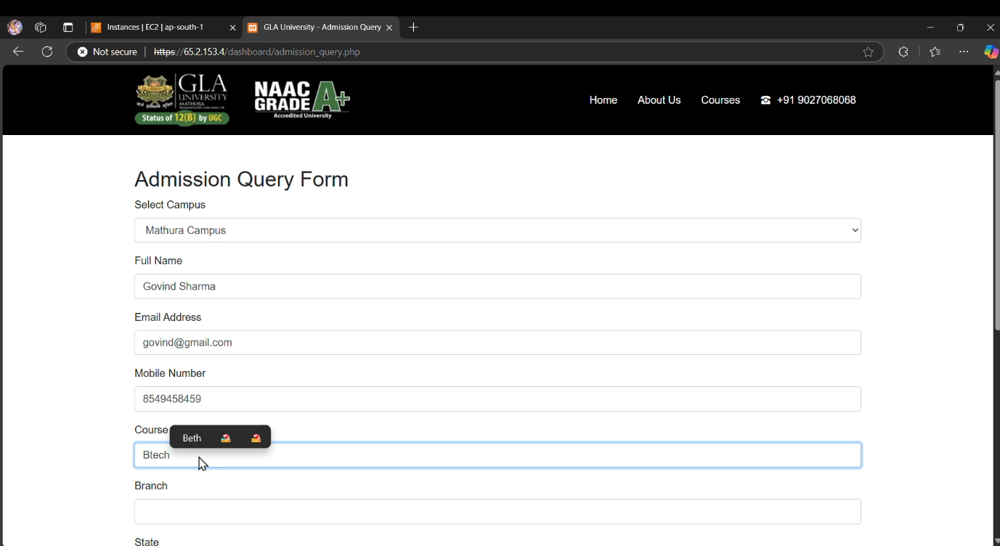 Instances | EC2 | ap-south-1
GLA University - Admission Query
Not secure
https://65.2.153.4/dashboard/admission_query.php
GLA
UNIVERSITY
MATHURA
Status of 12(B) by UGC
NAAC
GRADE A+
Accredited University
Home
About Us
Courses
+91 9027068068
Admission Query Form
Select Campus
Mathura Campus
Full Name
Govind Sharma
Email Address
govind@gmail.com
Mobile Number
8549458459
Course
Beth
Btech
Branch
State